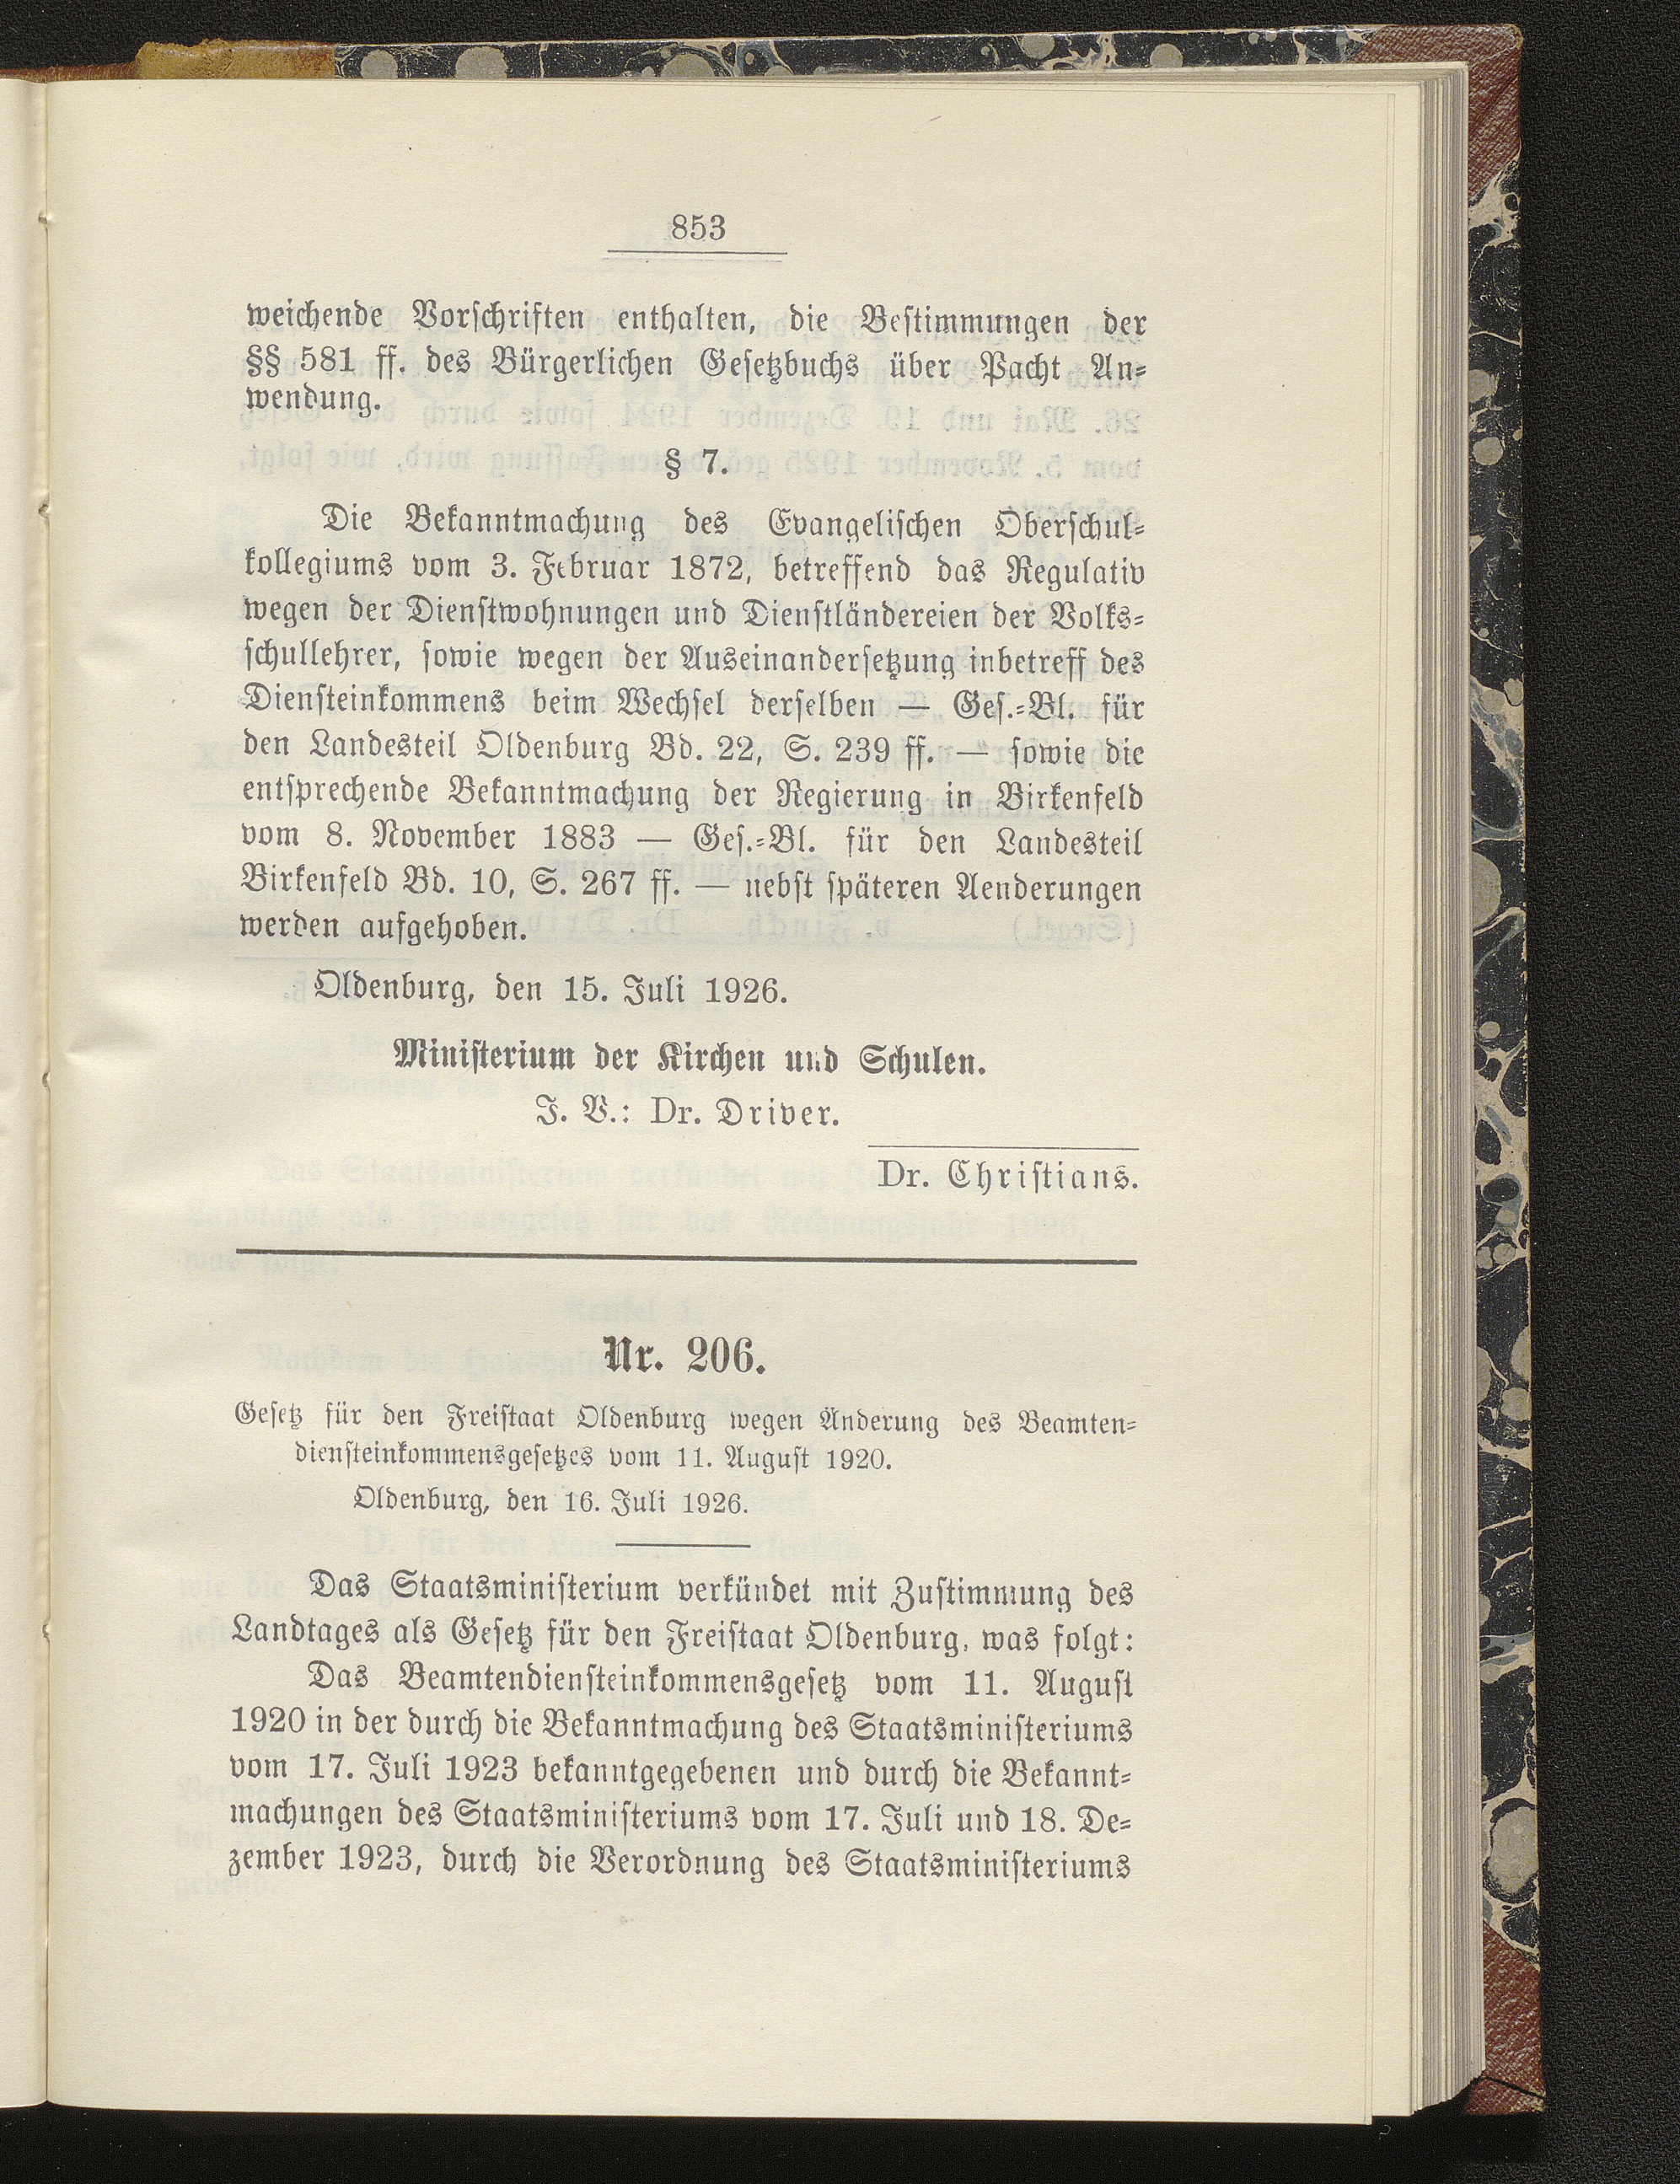 853
weichende Vorschriften enthalten, die Bestimmungen der
§§ 581 ff. des Bürgerlichen Gesetzbuchs über Pacht An-
wendung.
§ 7.
Die Bekanntmachung des Evangelischen Oberschul-
kollegiums vom 3. Februar 1872, betreffend das Regulativ
wegen der Dienstwohnungen und Dienstländereien der Volks-
schullehrer, sowie wegen der Auseinandersetzung inbetreff des
Diensteinkommens beim Wechsel derselben — Ges.-Bl. für
den Landesteil Oldenburg Bd. 22, S. 239 ff. — sowie die
entsprechende Bekanntmachung der Regierung in Birkenfeld
vom 8. November 1883 — Ges.-Bl. für den Landesteil
Birkenfeld Bd. 10, S. 267 ff. — nebst späteren Aenderungen
werden aufgehoben.
Oldenburg, den 15. Juli 1926.
Ministerium der Kirchen und Schulen.
J. V.: Dr. Driver.
Dr. Christians.
Nr. 206.
Gesetz für den Freistaat Oldenburg wegen Änderung des Beamten-
diensteinkommensgesetzes vom 11. August 1920.
Oldenburg, den 16. Juli 1926.
Das Staatsministerium verkündet mit Zustimmung des
Landtages als Gesetz für den Freistaat Oldenburg, was folgt:
Das Beamtendiensteinkommensgesetz vom 11. August
1920 in der durch die Bekanntmachung des Staatsministeriums
vom 17. Juli 1923 bekanntgegebenen und durch die Bekannt-
machungen des Staatsministeriums vom 17. Juli und 18. De-
zember 1923, durch die Verordnung des Staatsministeriums